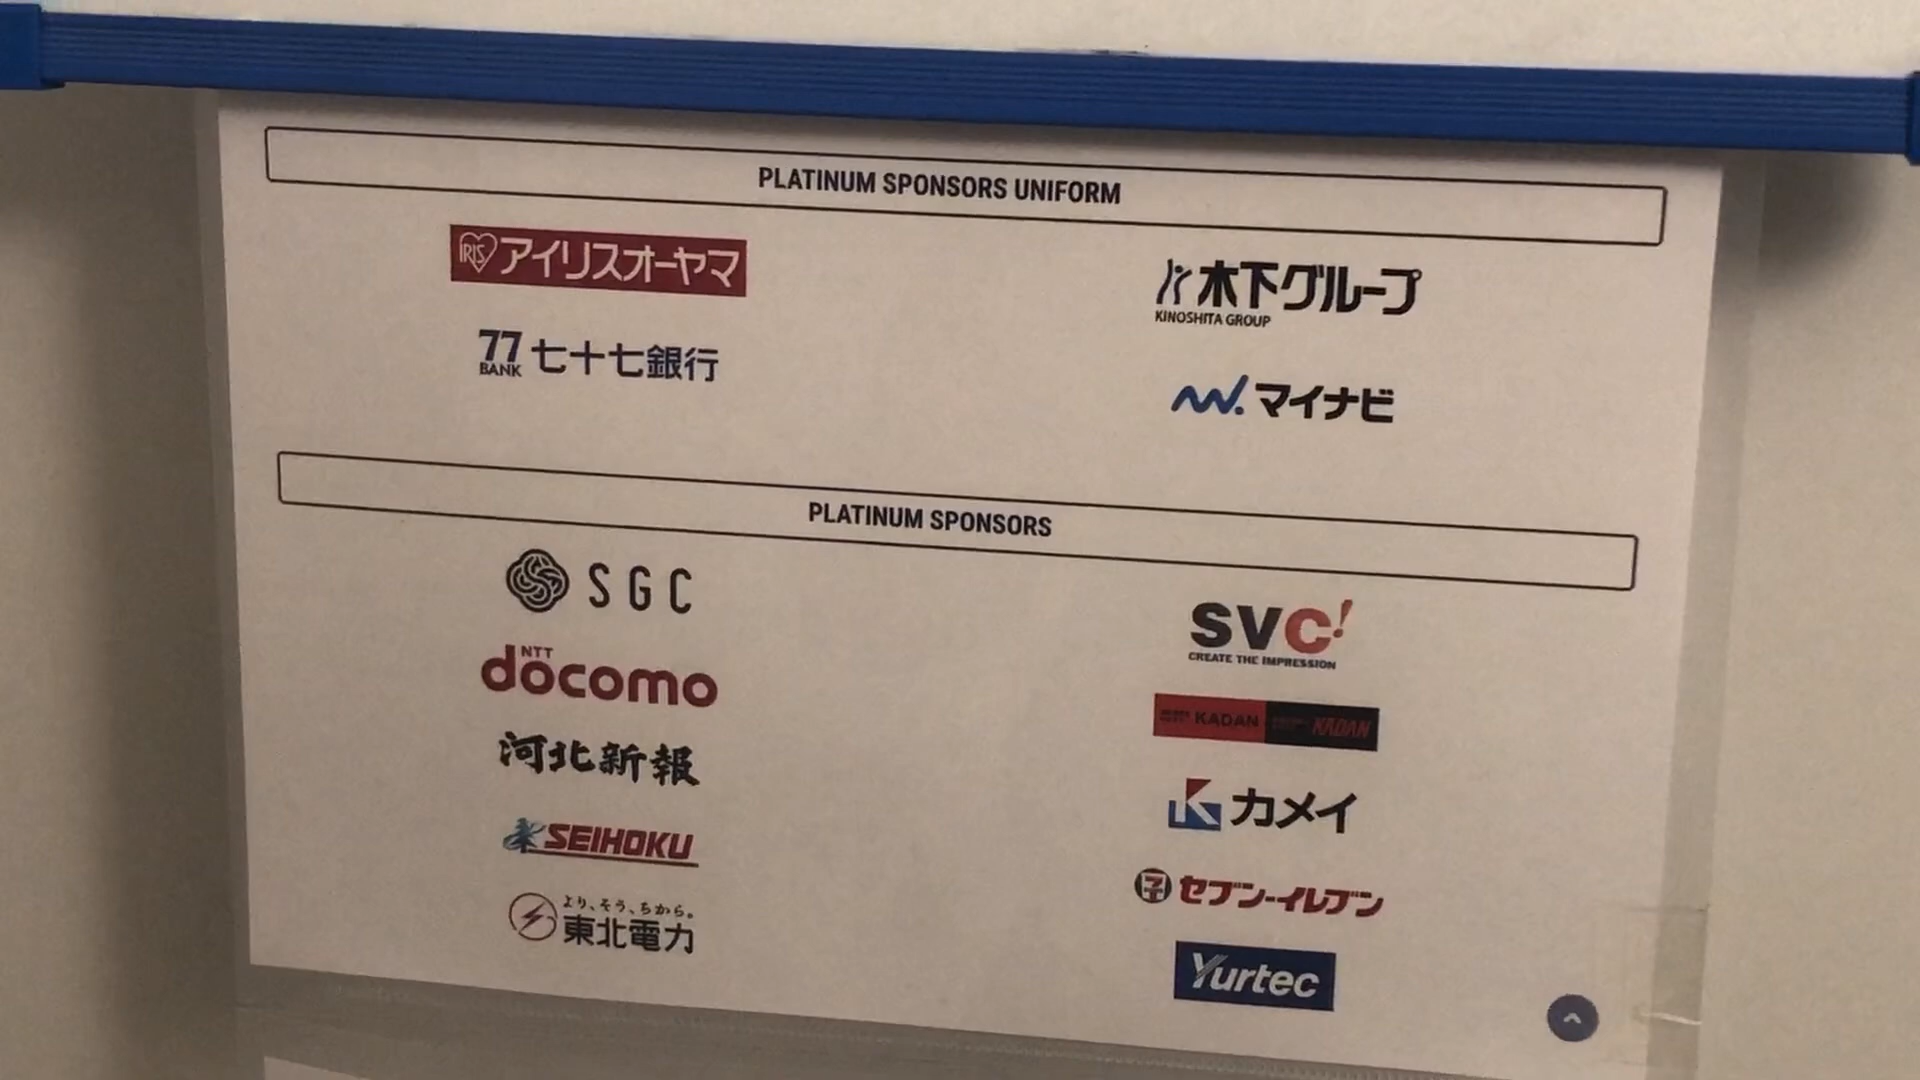 PLATINUM SPONSORS UNIFORM
IRIS アイリスオーヤマ
木下グループ
KINOSHITA GROUP
77 BANK 七十七銀行
マイナビ
PLATINUM SPONSORS
SGC
SVC!
CREATE THE IMPRESSION
NTT
docomo
KADAN KADAN
河北新報
K カメイ
SEIHOKU
セブン-イレブン
より、そう、ちから。
東北電力
Yurtec